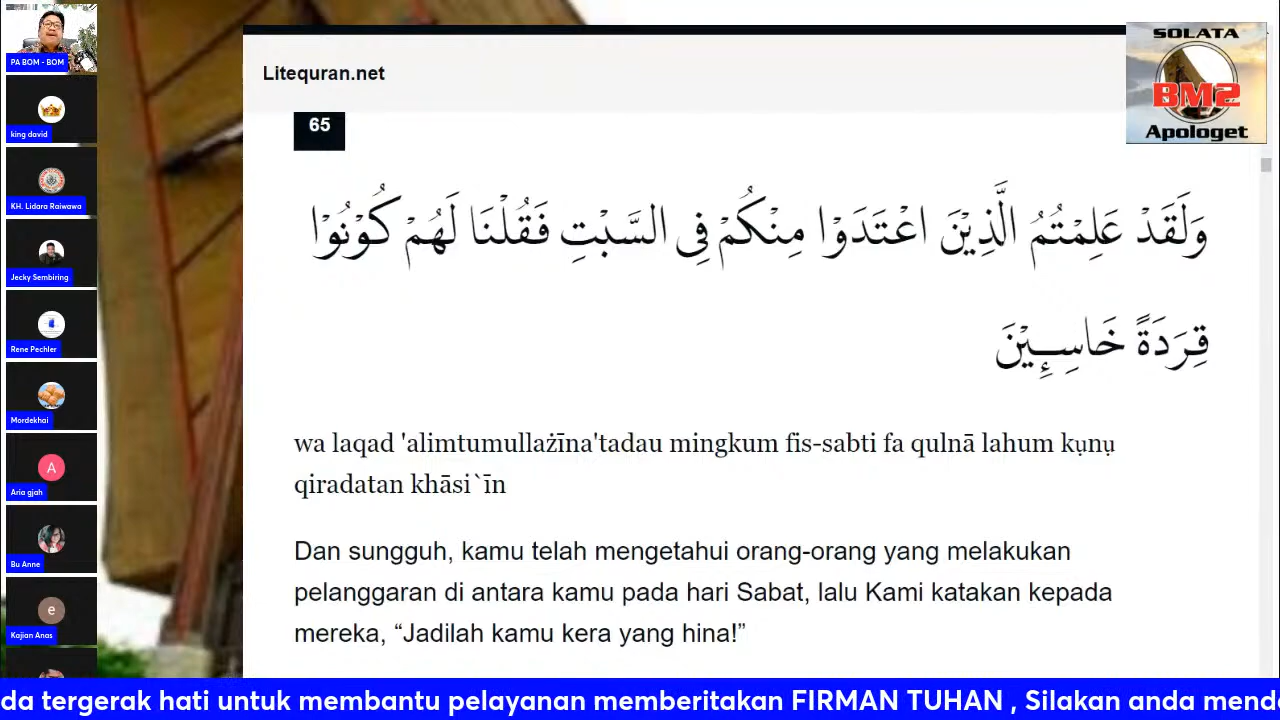 PA BOM - BOM
king david
KH. Lidara Raiwawa
Jecky Sembiring
Rene Pechler
Mordekhai
A
Aria gjah
Bu Anne
e
Kajian Anas
SOLATA
BM2
Apologet
Litequran.net
65
وَلَقَدْ عَلِمْتُمُ الَّذِيْنَ اعْتَدَوْا مِنْكُمْ فِى السَّبْتِ فَقُلْنَا لَهُمْ كُوْنُوْا
قِرَدَةً خَاسِـِٕيْنَ
wa laqad 'alimtumullażīna'tadau mingkum fis-sabti fa qulnā lahum kụnụ
qiradatan khāsi`īn
Dan sungguh, kamu telah mengetahui orang-orang yang melakukan
pelanggaran di antara kamu pada hari Sabat, lalu Kami katakan kepada
mereka, “Jadilah kamu kera yang hina!”
da tergerak hati untuk membantu pelayanan memberitakan FIRMAN TUHAN , Silakan anda mend